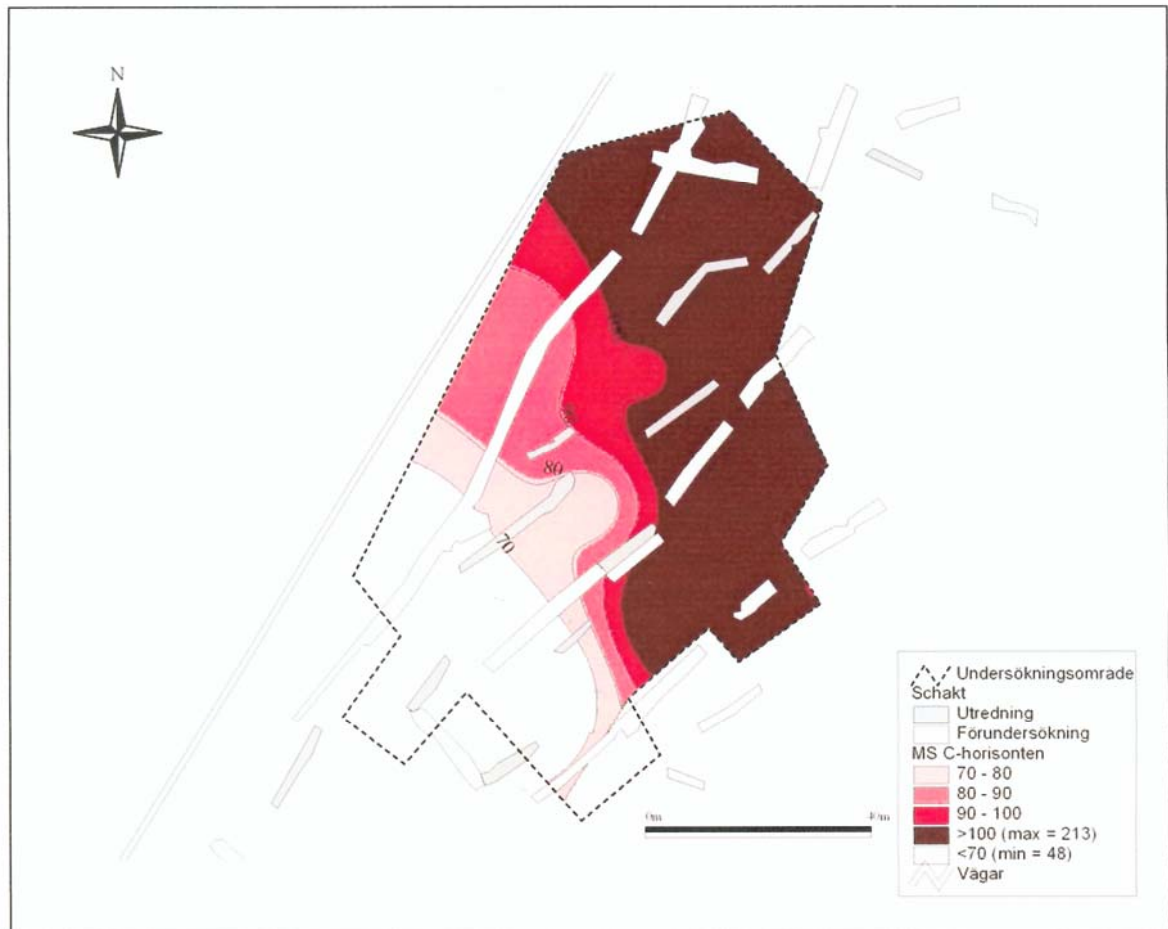 N
80
70
0m 40m
Undersökningsområde
Schakt
Utredning
Förundersökning
MS C-horisonten
70 - 80
80 - 90
90 - 100
>100 (max = 213)
<70 (min = 48)
Vägar